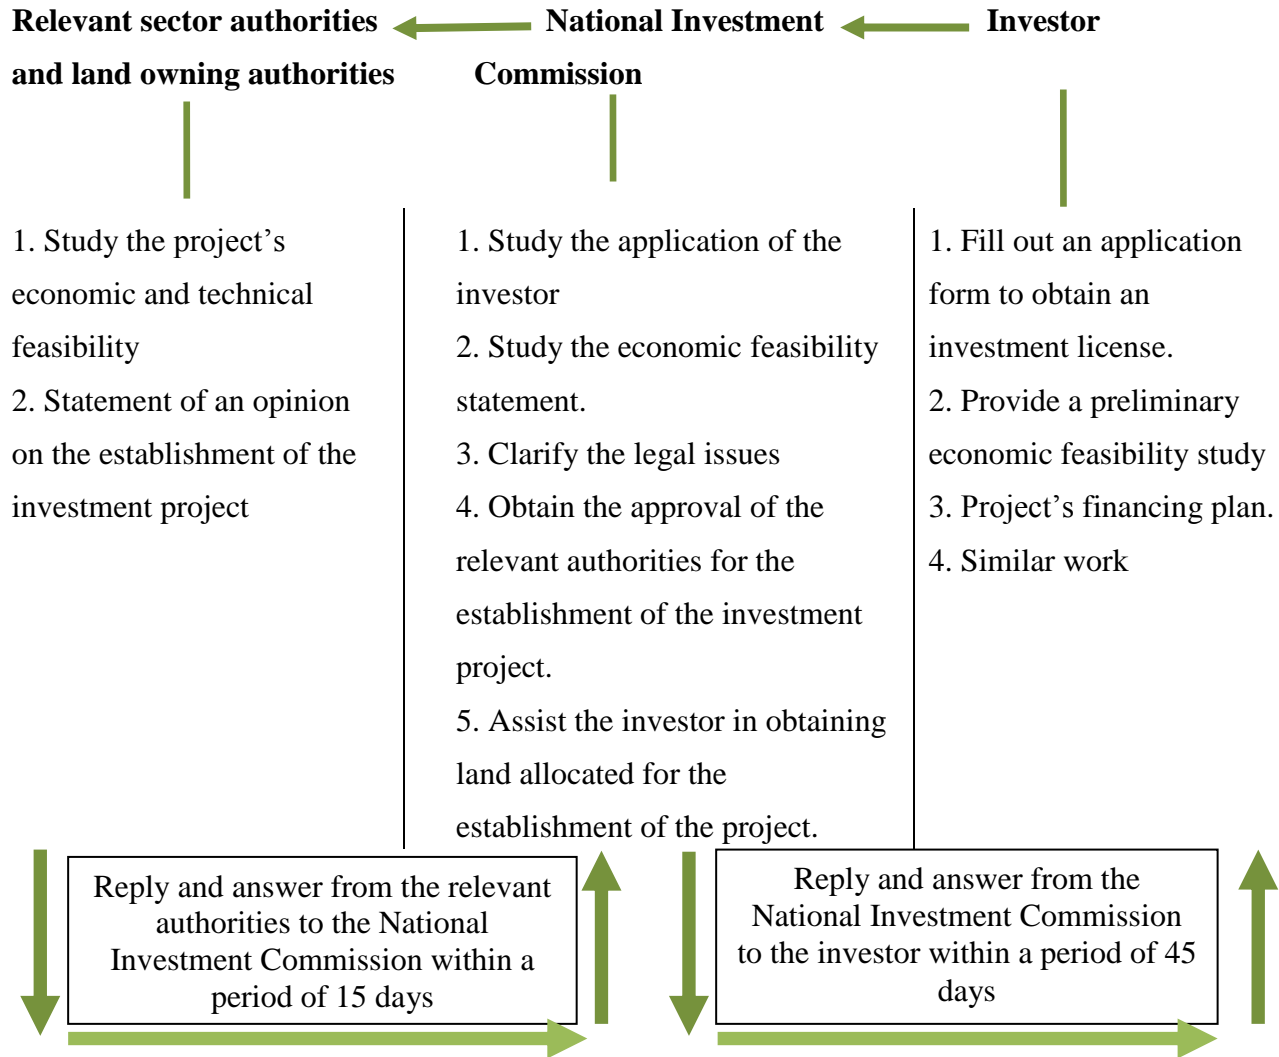 Relevant sector authorities
and land owning authorities
National Investment
Commission
Investor
1. Study the project’s
economic and technical
feasibility
2. Statement of an opinion
on the establishment of the
investment project
1. Study the application of the
investor
2. Study the economic feasibility
statement.
3. Clarify the legal issues
4. Obtain the approval of the
relevant authorities for the
establishment of the investment
project.
5. Assist the investor in obtaining
land allocated for the
establishment of the project.
1. Fill out an application
form to obtain an
investment license.
2. Provide a preliminary
economic feasibility study
3. Project’s financing plan.
4. Similar work
Reply and answer from the relevant
authorities to the National
Investment Commission within a
period of 15 days
Reply and answer from the
National Investment Commission
to the investor within a period of 45
days